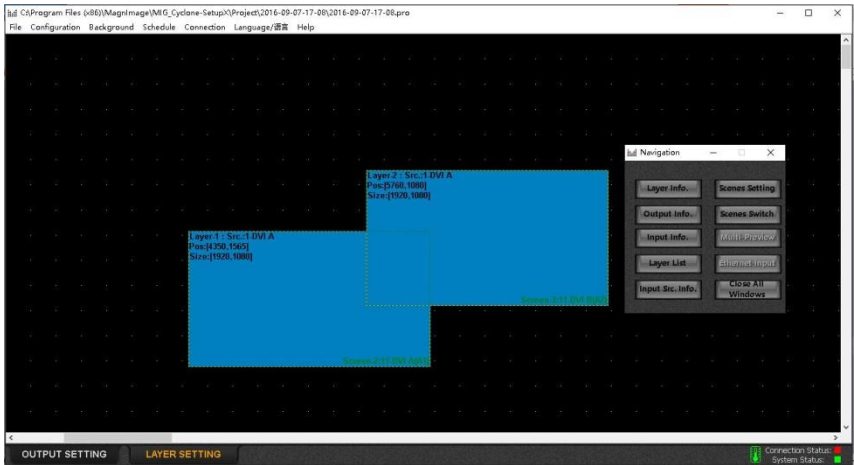 C:\Program Files (x86)\MagnImage\MIG_Cyclone-SetupX\Project\2016-09-07-17-08\2016-09-07-17-08.pro
File Configuration Background Schedule Connection Language/语言 Help
Layer-2 : Src.:1-DVI A
Pos:[5760,1080]
Size:[1920,1080]
Layer-1 : Src.:1-DVI A
Pos:[4350,1565]
Size:[1920,1080]
Navigation
Layer Info. Scenes Setting
Output Info. Scenes Switch
Input Info. Multi-Preview
Layer List Ethernet Input
Input Src. Info. Close All
Windows
OUTPUT SETTING LAYER SETTING
Connection Status:
System Status: